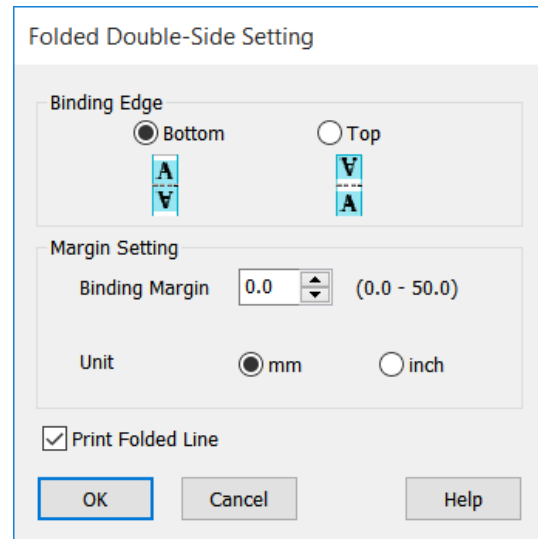 Folded Double-Side Setting
Binding Edge
Bottom Top
A A
A A
Margin Setting
Binding Margin 0.0 (0.0 - 50.0)
Unit mm inch
Print Folded Line
OK Cancel Help